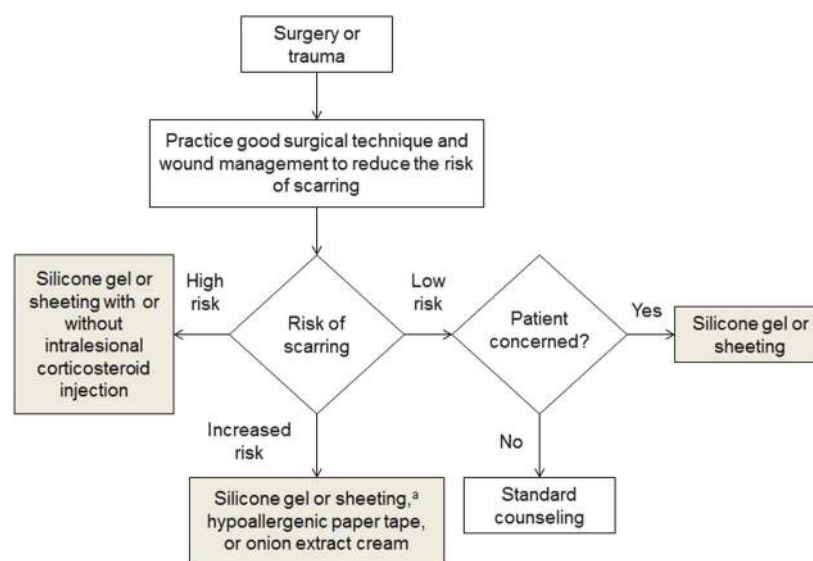 Surgery or
trauma
Practice good surgical technique and
wound management to reduce the risk
of scarring
Silicone gel or
sheeting with or
without
intralesional
corticosteroid
injection
High
risk
Risk of
scarring
Low
risk
Patient
concerned?
Yes
Silicone gel or
sheeting
Increased
risk
No
Silicone gel or sheeting,ᵃ
hypoallergenic paper tape,
or onion extract cream
Standard
counseling